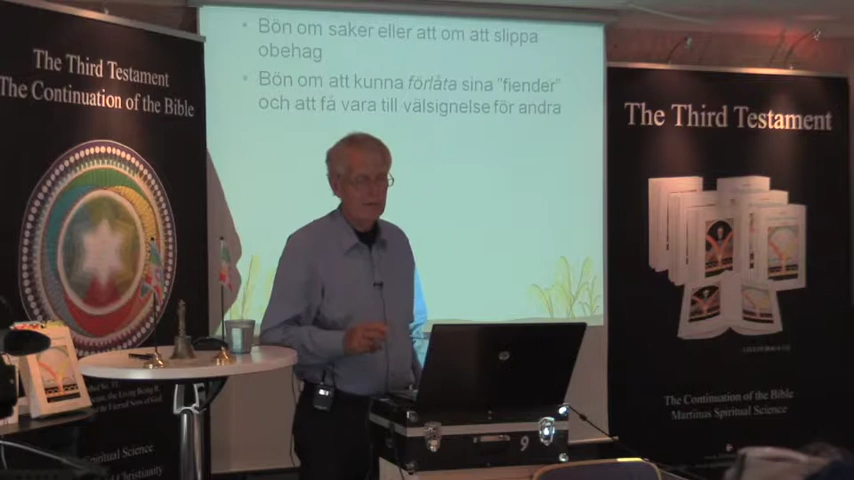 The Third Testament
The Continuation of the Bible
• Bön om saker eller om att slippa
obehag
• Bön om att kunna förlåta sina "fiender"
och att få vara till välsignelse för andra
The Third Testament
The Continuation of the Bible
Martinus Spiritual Science
Spiritual Science